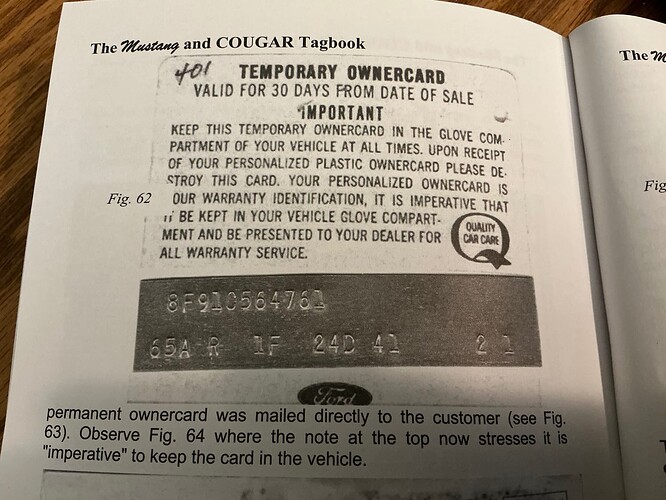 The Mustang and COUGAR Tagbook
The M
401
TEMPORARY OWNERCARD
VALID FOR 30 DAYS FROM DATE OF SALE
IMPORTANT
KEEP THIS TEMPORARY OWNERCARD IN THE GLOVE COM-
PARTMENT OF YOUR VEHICLE AT ALL TIMES. UPON RECEIPT
OF YOUR PERSONALIZED PLASTIC OWNERCARD PLEASE DE-
STROY THIS CARD. YOUR PERSONALIZED OWNERCARD IS
OUR WARRANTY IDENTIFICATION, IT IS IMPERATIVE THAT
IT BE KEPT IN YOUR VEHICLE GLOVE COMPART-
MENT AND BE PRESENTED TO YOUR DEALER FOR
ALL WARRANTY SERVICE.
QUALITY
CAR CARE
Fig. 62
Fig
8F91C564761
65A R 1F 24D 41 2 1
Ford
permanent ownercard was mailed directly to the customer (see Fig.
63). Observe Fig. 64 where the note at the top now stresses it is
"imperative" to keep the card in the vehicle.